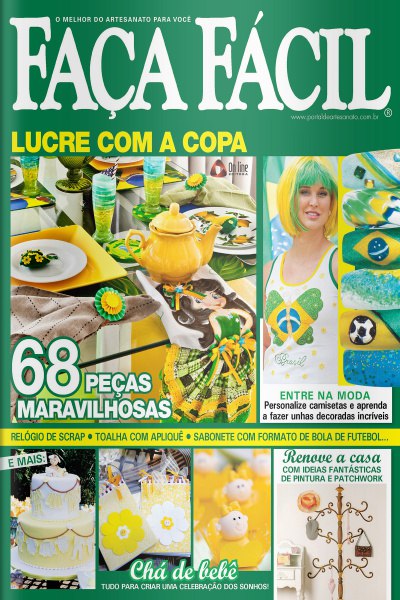 O MELHOR DO ARTESANATO PARA VOCÊ
FAÇA FÁCIL
®
www.portaldeartesanato.com.br
LUCRE COM A COPA
On line
EDITORA
68 PEÇAS
MARAVILHOSAS
Brasil
ENTRE NA MODA
Personalize camisetas e aprenda
a fazer unhas decoradas incríveis
RELÓGIO DE SCRAP • TOALHA COM APLIQUÊ • SABONETE COM FORMATO DE BOLA DE FUTEBOL...
E MAIS:
Chá de bebê
TUDO PARA CRIAR UMA CELEBRAÇÃO DOS SONHOS!
Renove a casa
COM IDEIAS FANTÁSTICAS
DE PINTURA E PATCHWORK